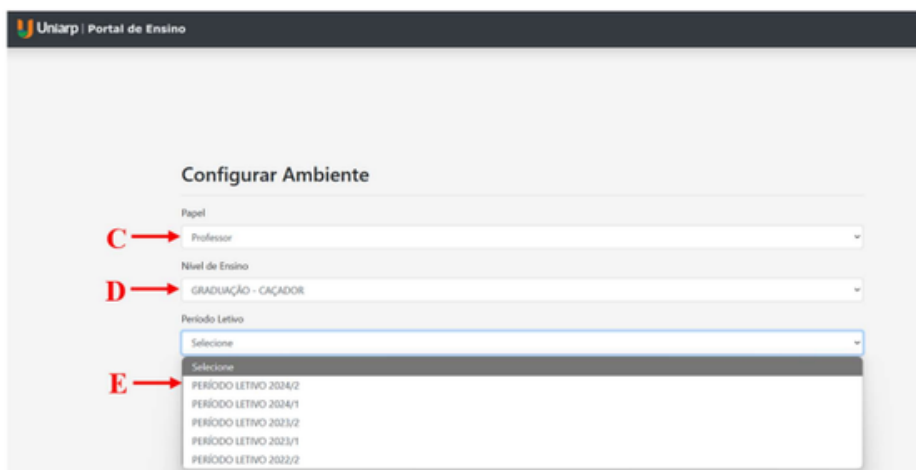 Uniarp | Portal de Ensino
Configurar Ambiente
Papel
C
Professor
Nível de Ensino
D
GRADUAÇÃO - CAÇADOR
Período Letivo
Selecione
Selecione
E
PERÍODO LETIVO 2024/2
PERÍODO LETIVO 2024/1
PERÍODO LETIVO 2023/2
PERÍODO LETIVO 2023/1
PERÍODO LETIVO 2022/2